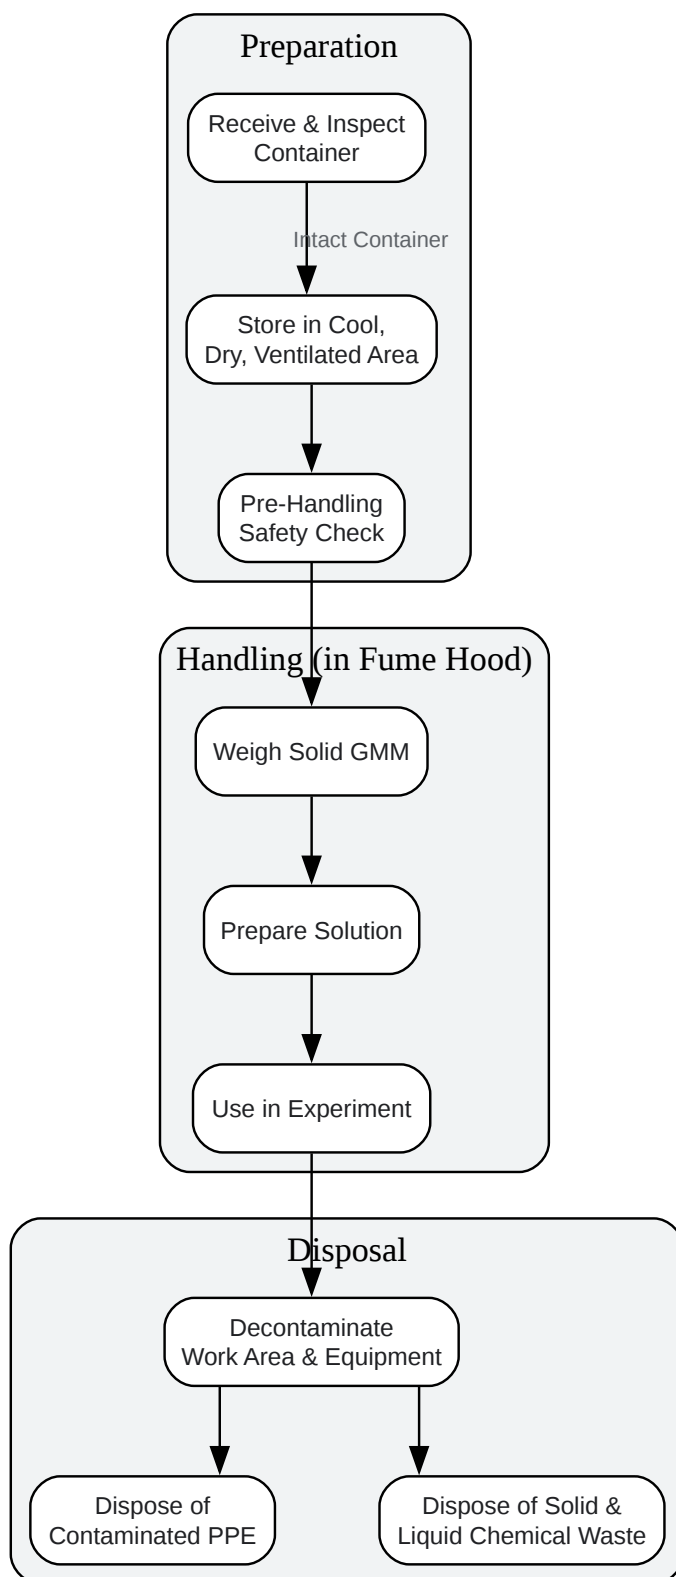 Preparation
Receive & Inspect
Container
Intact Container
Store in Cool,
Dry, Ventilated Area
Pre-Handling
Safety Check
Handling (in Fume Hood)
Weigh Solid GMM
Prepare Solution
Use in Experiment
Disposal
Decontaminate
Work Area & Equipment
Dispose of
Contaminated PPE
Dispose of Solid &
Liquid Chemical Waste